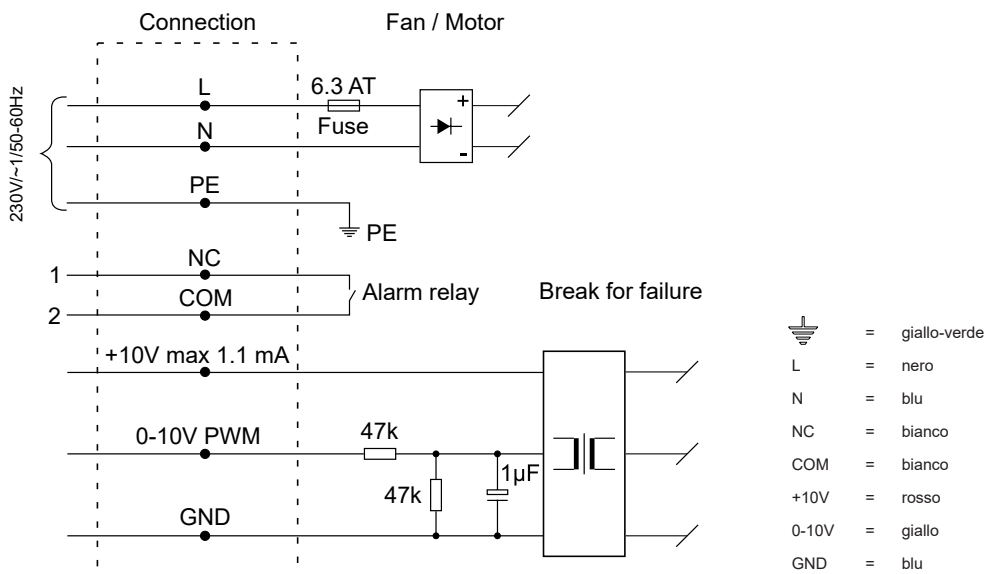 Connection
Fan / Motor
230V/~1/50-60Hz
L
6.3 AT
Fuse
+
-
N
PE
PE
1
NC
2
COM
Alarm relay
Break for failure
+10V max 1.1 mA
0-10V PWM
47k
47k
1µF
GND
= giallo-verde
L = nero
N = blu
NC = bianco
COM = bianco
+10V = rosso
0-10V = giallo
GND = blu